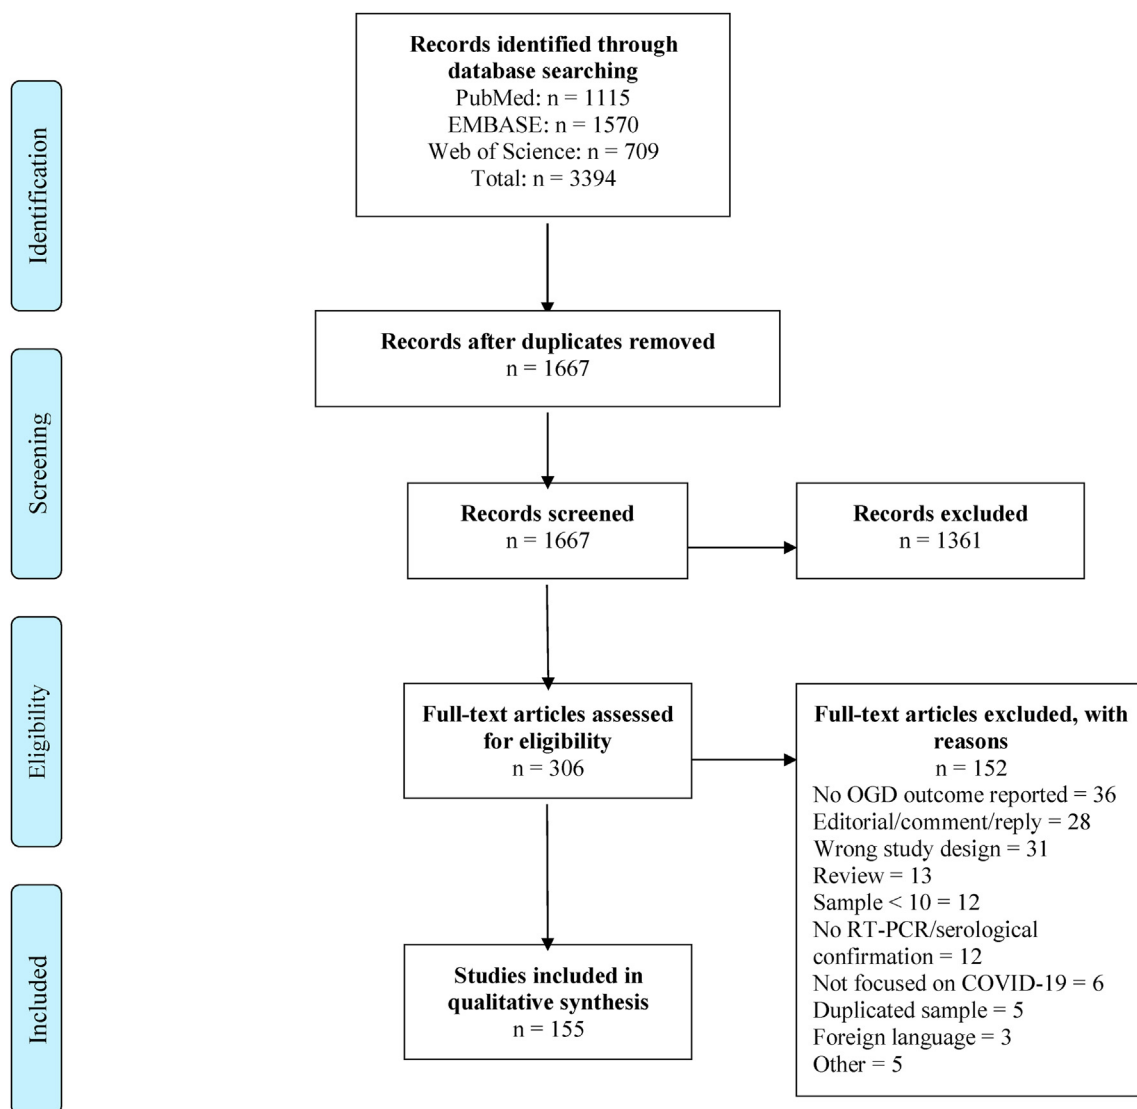 Identification
Records identified through
database searching
PubMed: n = 1115
EMBASE: n = 1570
Web of Science: n = 709
Total: n = 3394
Records after duplicates removed
n = 1667
Screening
Records screened
n = 1667
Records excluded
n = 1361
Eligibility
Full-text articles assessed
for eligibility
n = 306
Full-text articles excluded, with
reasons
n = 152
No OGD outcome reported = 36
Editorial/comment/reply = 28
Wrong study design = 31
Review = 13
Sample < 10 = 12
No RT-PCR/serological
confirmation = 12
Not focused on COVID-19 = 6
Duplicated sample = 5
Foreign language = 3
Other = 5
Included
Studies included in
qualitative synthesis
n = 155